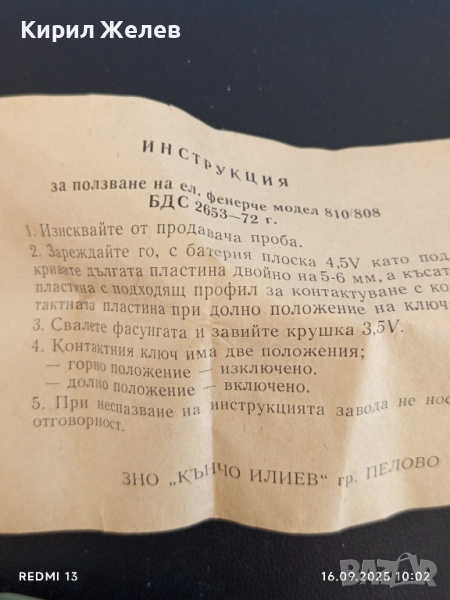 Кирил Желев
ИНСТРУКЦИЯ
за ползване на ел. фенерче модел 810/808
БДС 2653—72 г.
1. Изисквайте от продавача проба.
2. Зареждайте го, с батерия плоска 4,5V като под
кривите дългата пластина двойно на 5-6 мм, а късат
пластина с подходящ профил за контактуване с ко
тактната пластина при долно положение на ключ
3. Свалете фасунгата и завийте крушка 3,5V.
4. Контактния ключ има две положения;
— горно положение — изключено.
— долно положение — включено.
5. При неспазване на инструкцията завода не нос
отговорност.
ЗНО „КЪНЧО ИЛИЕВ" гр. ПЕЛОВО
REDMI 13
16.09.2025 10:02
BAZAR